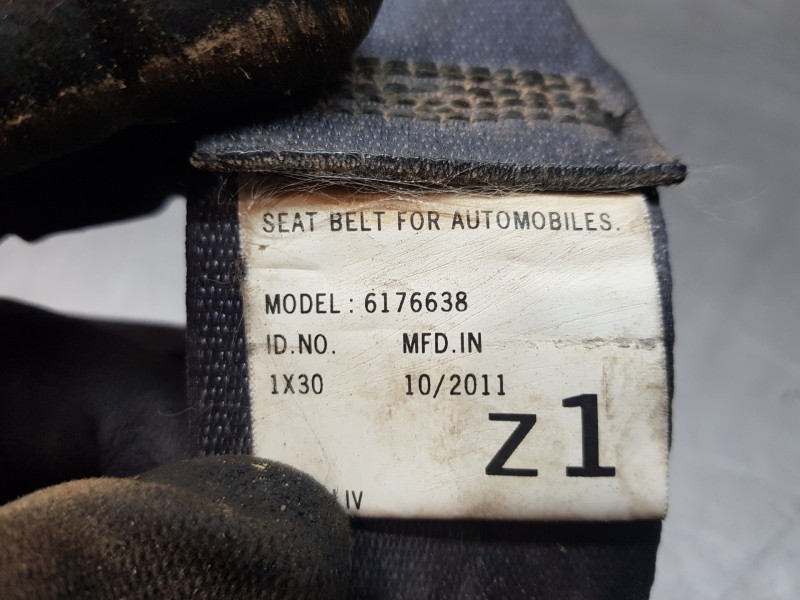 SEAT BELT FOR AUTOMOBILES.
MODEL : 6176638
ID.NO. MFD.IN
1X30 10/2011
Z1